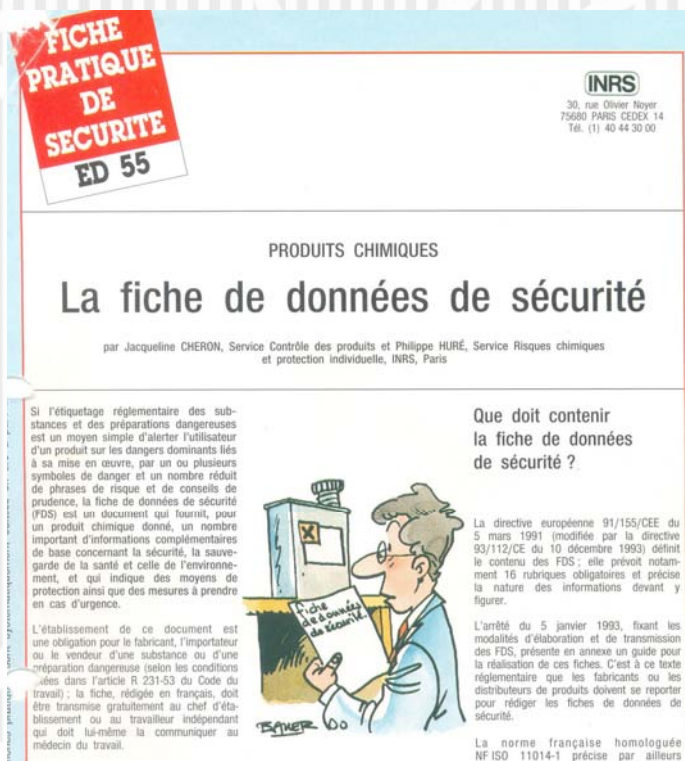 FICHE
PRATIQUE
DE
SECURITE
ED 55
INRS
30, rue Olivier Noyer
75680 PARIS CEDEX 14
Tél. (1) 40 44 30 00
PRODUITS CHIMIQUES
La fiche de données de sécurité
par Jacqueline CHERON, Service Contrôle des produits et Philippe HURÉ, Service Risques chimiques
et protection individuelle, INRS, Paris
Si l'étiquetage réglementaire des sub-
stances et des préparations dangereuses
est un moyen simple d'alerter l'utilisateur
d'un produit sur les dangers dominants liés
à sa mise en œuvre, par un ou plusieurs
symboles de danger et un nombre réduit
de phrases de risque et de conseils de
prudence, la fiche de données de sécurité
(FDS) est un document qui fournit, pour
un produit chimique donné, un nombre
important d'informations complémentaires
de base concernant la sécurité, la sauve-
garde de la santé et celle de l'environne-
ment, et qui indique des moyens de
protection ainsi que des mesures à prendre
en cas d'urgence.
L'établissement de ce document est
une obligation pour le fabricant, l'importateur
ou le vendeur d'une substance ou d'une
préparation dangereuse (selon les conditions
dans l'article R 231-53 du Code du
travail) ; la fiche, rédigée en français, doit
être transmise gratuitement au chef d'éta-
blissement ou au travailleur indépendant
qui doit lui-même la communiquer au
médecin du travail.
fiche
de données
de sécurité.
Que doit contenir
la fiche de données
de sécurité ?
La directive européenne 91/155/CEE du
5 mars 1991 (modifiée par la directive
93/112/CE du 10 décembre 1993) définit
le contenu des FDS ; elle prévoit notam-
ment 16 rubriques obligatoires et précise
la nature des informations devant y
figurer.
L'arrêté du 5 janvier 1993, fixant les
modalités d'élaboration et de transmission
des FDS, présente en annexe un guide pour
la réalisation de ces fiches. C'est à ce texte
réglementaire que les fabricants ou les
distributeurs de produits doivent se reporter
pour rédiger les fiches de données de
sécurité.
La norme française homologuée
NF ISO 11014-1 précise par ailleurs